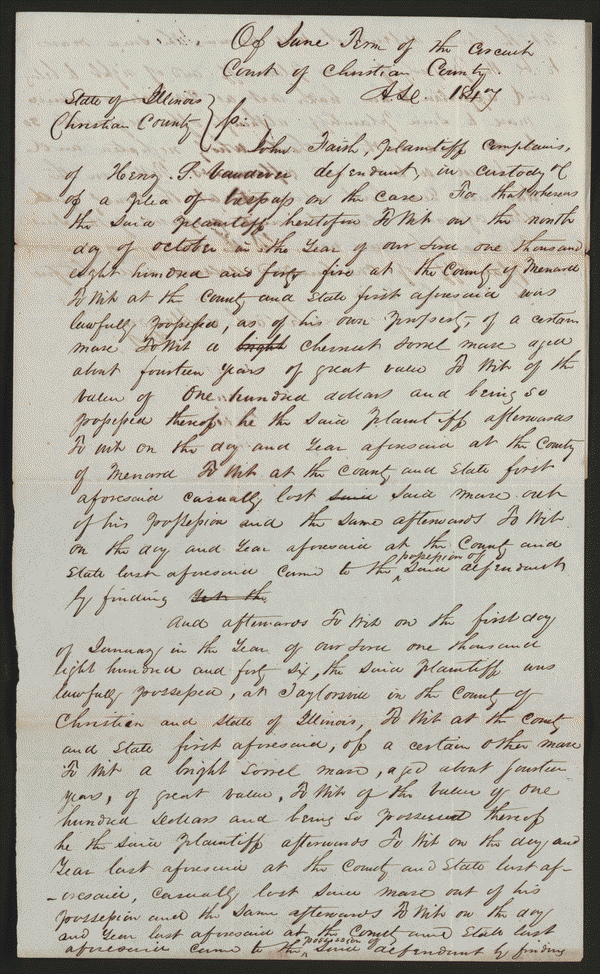 Of June Term of the Circuit
Court of Christian County
AD 1847
State of Illinois
Christian County } ss.
John Faish, plaintiff complains,
of Henry P. Vandever defendant, in custody &c
of a plea of trespass on the case For that whereas
the said plaintiff heretofore To Wit on the nonth
day of october in the Year of our Lord one thousand
eight hundred and forty five at the County of Menard
To Wit at the County and State first aforesaid was
lawfully possessed, as of his own property, of a certain
mare To Wit a bright chesnut sorrel mare aged
about fourteen years of great value To Wit of the
value of One hundred dollars and being so
possessed thereof he the said Plaintiff afterwards
To wit on the day and Year aforesaid at the County
of Menard To Wit at the County and State first
aforesaid casually lost said said mare out
of his possession and the same afterwards To Wit
on the day and Year aforesaid at the County and
State last aforesaid came to the possession of said defendant
by finding Yet the
And afterwards To Wit on the first day
of January in the Year of our Lord one thousand
eight hundred and forty six, the said Plaintiff was
lawfully possessed, at Taylorsville in the County of
Christian and State of Illinois, To Wit at the County
and State first aforesaid, of a certain other mare
To Wit a bright sorrel mare, aged about fourteen
years, of great value, To Wit of the value of one
hundred Dollars and being so possessed thereof
he the said Plaintiff afterwards To Wit on the day and
Year last aforesaid at the County and State last af-
-oresaid, casually lost said mare out of his
possession and the same afterwards To Wit on the day
and Year last aforesaid at the County and State last
aforesaid came to the possession of said defendant by finding